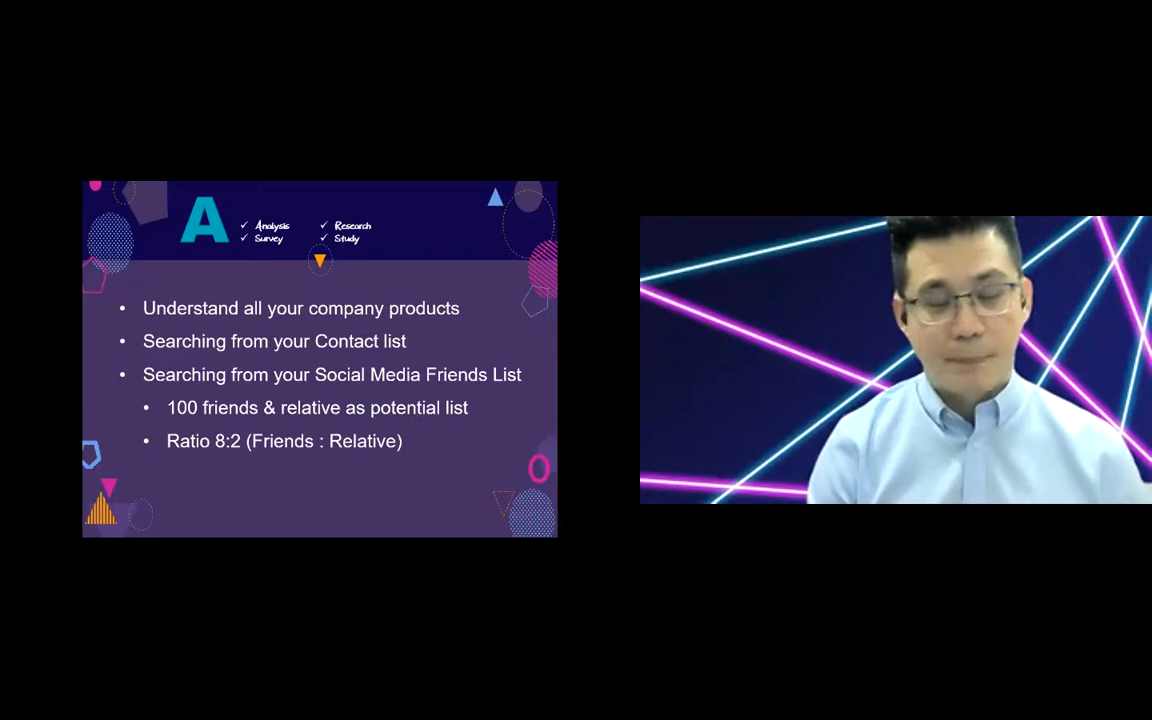 A
✓ Analysis ✓ Research
✓ Survey ✓ Study
• Understand all your company products
• Searching from your Contact list
• Searching from your Social Media Friends List
• 100 friends & relative as potential list
• Ratio 8:2 (Friends : Relative)